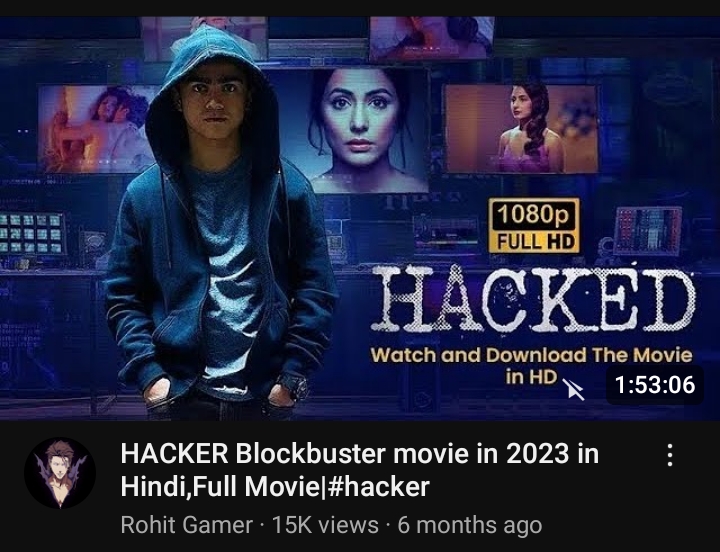 1080p
FULL HD
HACKED
Watch and Download The Movie
in HD
1:53:06
HACKER Blockbuster movie in 2023 in
Hindi,Full Movie|#hacker
Rohit Gamer · 15K views · 6 months ago